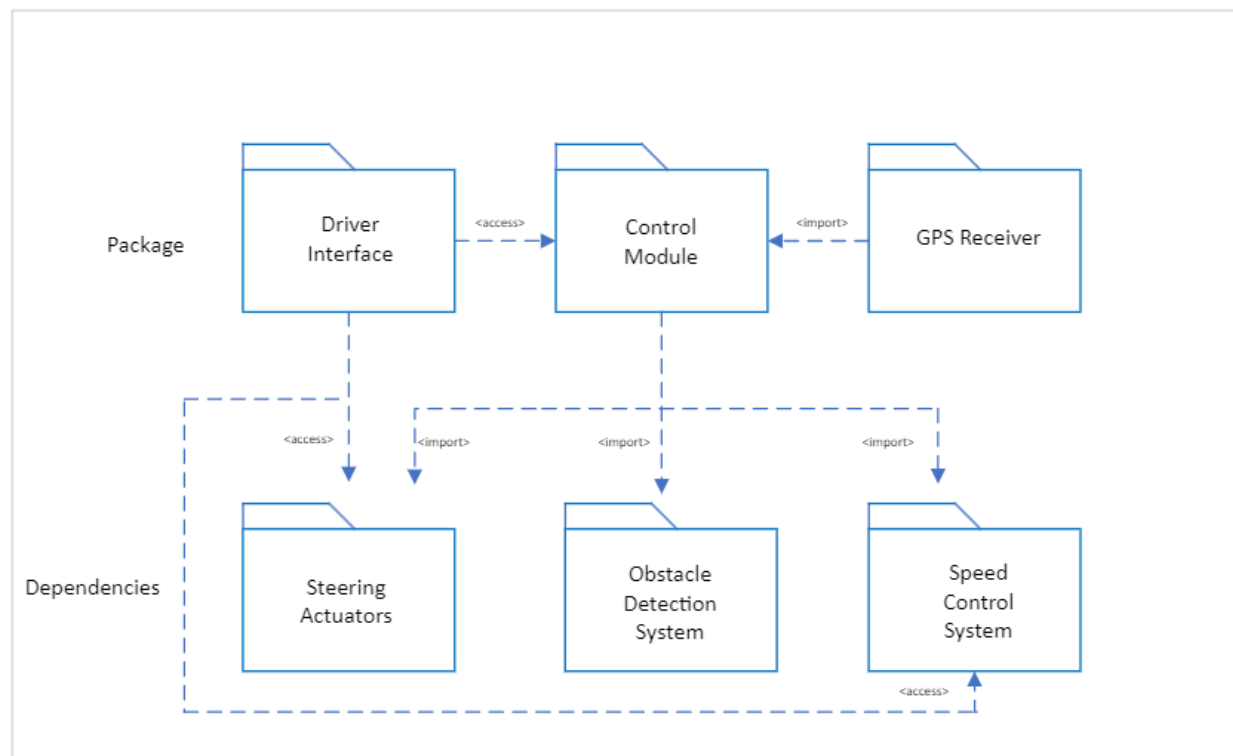 Package
Driver
Interface
<access>
Control
Module
<import>
GPS Receiver
<access>
<import>
<import>
<import>
Dependencies
Steering
Actuators
Obstacle
Detection
System
Speed
Control
System
<access>